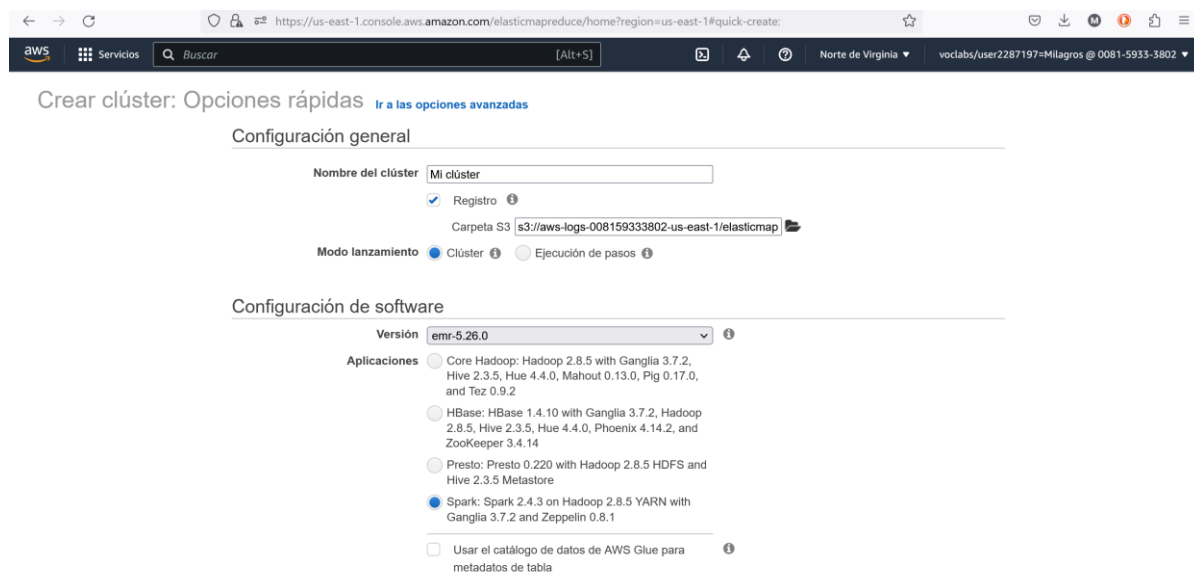 https://us-east-1.console.aws.amazon.com/elasticmapreduce/home?region=us-east-1#quick-create:
aws Servicios Buscar [Alt+S] Norte de Virginia ▼ voclabs/user2287197=Milagros @ 0081-5933-3802 ▼
Crear clúster: Opciones rápidas Ir a las opciones avanzadas
Configuración general
Nombre del clúster Mi clúster
Registro
Carpeta S3 s3://aws-logs-008159333802-us-east-1/elasticmap
Modo lanzamiento Clúster Ejecución de pasos
Configuración de software
Versión emr-5.26.0
Aplicaciones Core Hadoop: Hadoop 2.8.5 with Ganglia 3.7.2,
Hive 2.3.5, Hue 4.4.0, Mahout 0.13.0, Pig 0.17.0,
and Tez 0.9.2
HBase: HBase 1.4.10 with Ganglia 3.7.2, Hadoop
2.8.5, Hive 2.3.5, Hue 4.4.0, Phoenix 4.14.2, and
ZooKeeper 3.4.14
Presto: Presto 0.220 with Hadoop 2.8.5 HDFS and
Hive 2.3.5 Metastore
Spark: Spark 2.4.3 on Hadoop 2.8.5 YARN with
Ganglia 3.7.2 and Zeppelin 0.8.1
Usar el catálogo de datos de AWS Glue para
metadatos de tabla